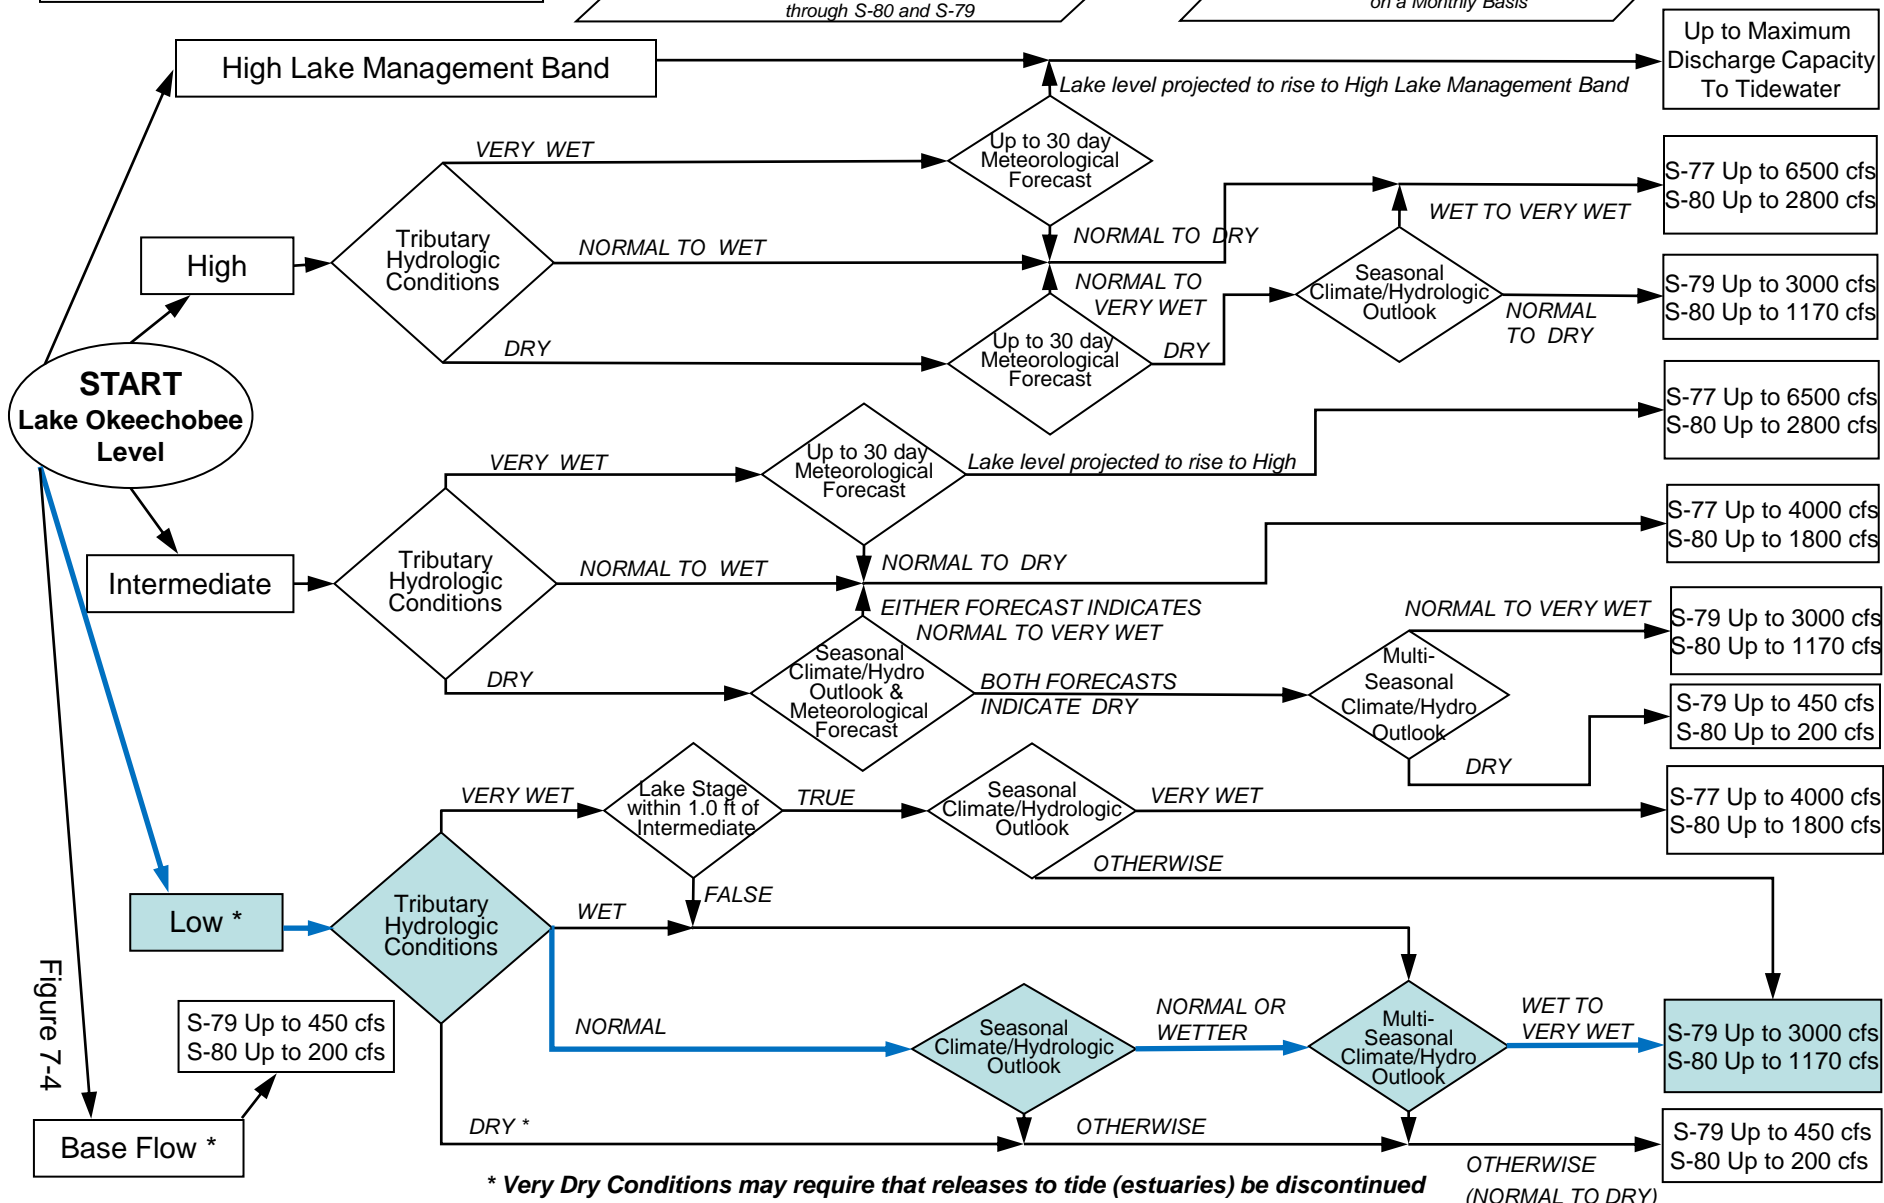 through S-80 and S-79
on a Monthly Basis
High Lake Management Band
Lake level projected to rise to High Lake Management Band
Up to Maximum
Discharge Capacity
To Tidewater
VERY WET
Up to 30 day
Meteorological
Forecast
S-77 Up to 6500 cfs
S-80 Up to 2800 cfs
WET TO VERY WET
High
Tributary
Hydrologic
Conditions
NORMAL TO WET
NORMAL TO DRY
NORMAL TO
VERY WET
Seasonal
Climate/Hydrologic
Outlook
NORMAL
TO DRY
S-79 Up to 3000 cfs
S-80 Up to 1170 cfs
DRY
Up to 30 day
Meteorological
Forecast
DRY
START
Lake Okeechobee
Level
S-77 Up to 6500 cfs
S-80 Up to 2800 cfs
VERY WET
Up to 30 day
Meteorological
Forecast
Lake level projected to rise to High
S-77 Up to 4000 cfs
S-80 Up to 1800 cfs
Intermediate
Tributary
Hydrologic
Conditions
NORMAL TO WET
NORMAL TO DRY
EITHER FORECAST INDICATES
NORMAL TO VERY WET
NORMAL TO VERY WET
S-79 Up to 3000 cfs
S-80 Up to 1170 cfs
DRY
Seasonal
Climate/Hydro
Outlook &
Meteorological
Forecast
BOTH FORECASTS
INDICATE DRY
Multi-
Seasonal
Climate/Hydro
Outlook
DRY
S-79 Up to 450 cfs
S-80 Up to 200 cfs
VERY WET
Lake Stage
within 1.0 ft of
Intermediate
TRUE
Seasonal
Climate/Hydrologic
Outlook
VERY WET
S-77 Up to 4000 cfs
S-80 Up to 1800 cfs
OTHERWISE
FALSE
Low *
Tributary
Hydrologic
Conditions
WET
NORMAL
Seasonal
Climate/Hydrologic
Outlook
NORMAL OR
WETTER
Multi-
Seasonal
Climate/Hydro
Outlook
WET TO
VERY WET
S-79 Up to 3000 cfs
S-80 Up to 1170 cfs
Figure 7-4
S-79 Up to 450 cfs
S-80 Up to 200 cfs
Base Flow *
DRY *
OTHERWISE
S-79 Up to 450 cfs
S-80 Up to 200 cfs
OTHERWISE
(NORMAL TO DRY)
* Very Dry Conditions may require that releases to tide (estuaries) be discontinued